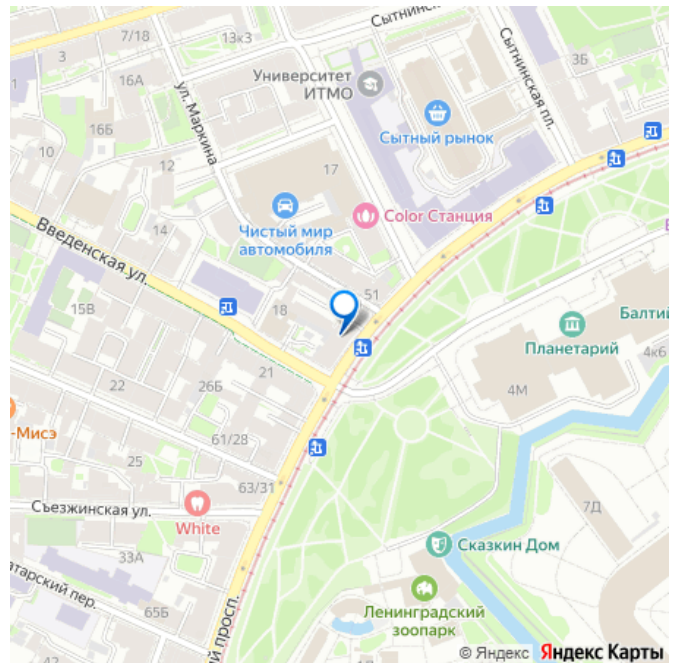 Сытнинск
7/18
13к3
3
Университет
ИТМО
Сытнинская пл.
3Б
1
16А
ул. Маркина
Сытный рынок
16Б
10
12
17
Color Станция
Чистый мир
автомобиля
14
Введенская ул.
51
18
15В
Балтий
Планетарий
4к6
21
22
26Б
4М
-Мисэ
61/28
25
63/31
Съезжинская ул.
White
7Д
Сказкин Дом
33А
атарский пер.
Ленинградский
зоопарк
65Б
ий просп.
© Яндекс Яндекс Карты